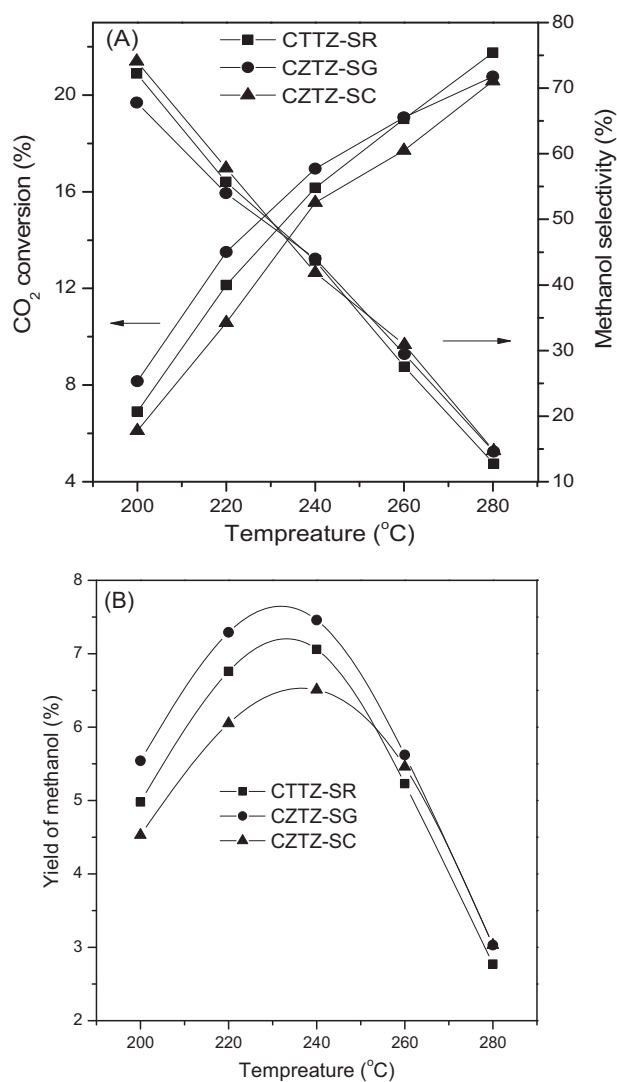 (A)
CTTZ-SR
CZTZ-SG
CZTZ-SC
CO2 conversion (%)
4
8
12
16
20
Methanol selectivity (%)
10
20
30
40
50
60
70
80
200 220 240 260 280
Tempreature (oC)
(B)
CTTZ-SR
CZTZ-SG
CZTZ-SC
Yield of methanol (%)
8
7
6
5
4
3
2
200 220 240 260 280
Tempreature (oC)